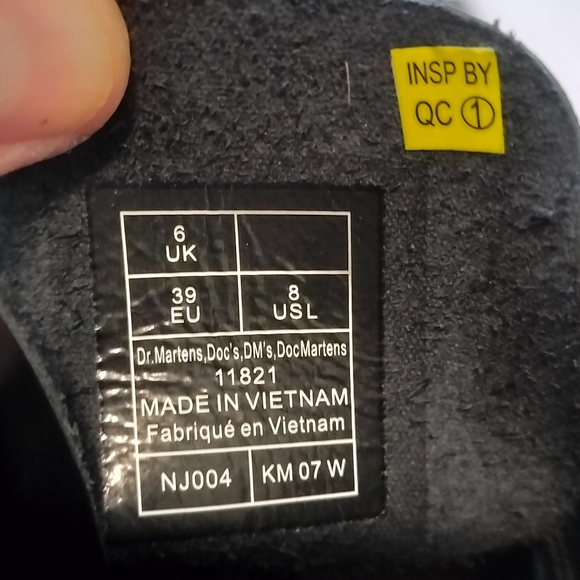 INSP BY
QC 1
6
UK
39
EU
8
USL
Dr.Martens,Doc's,DM's,DocMartens
11821
MADE IN VIETNAM
Fabriqué en Vietnam
NJ004
KM 07 W